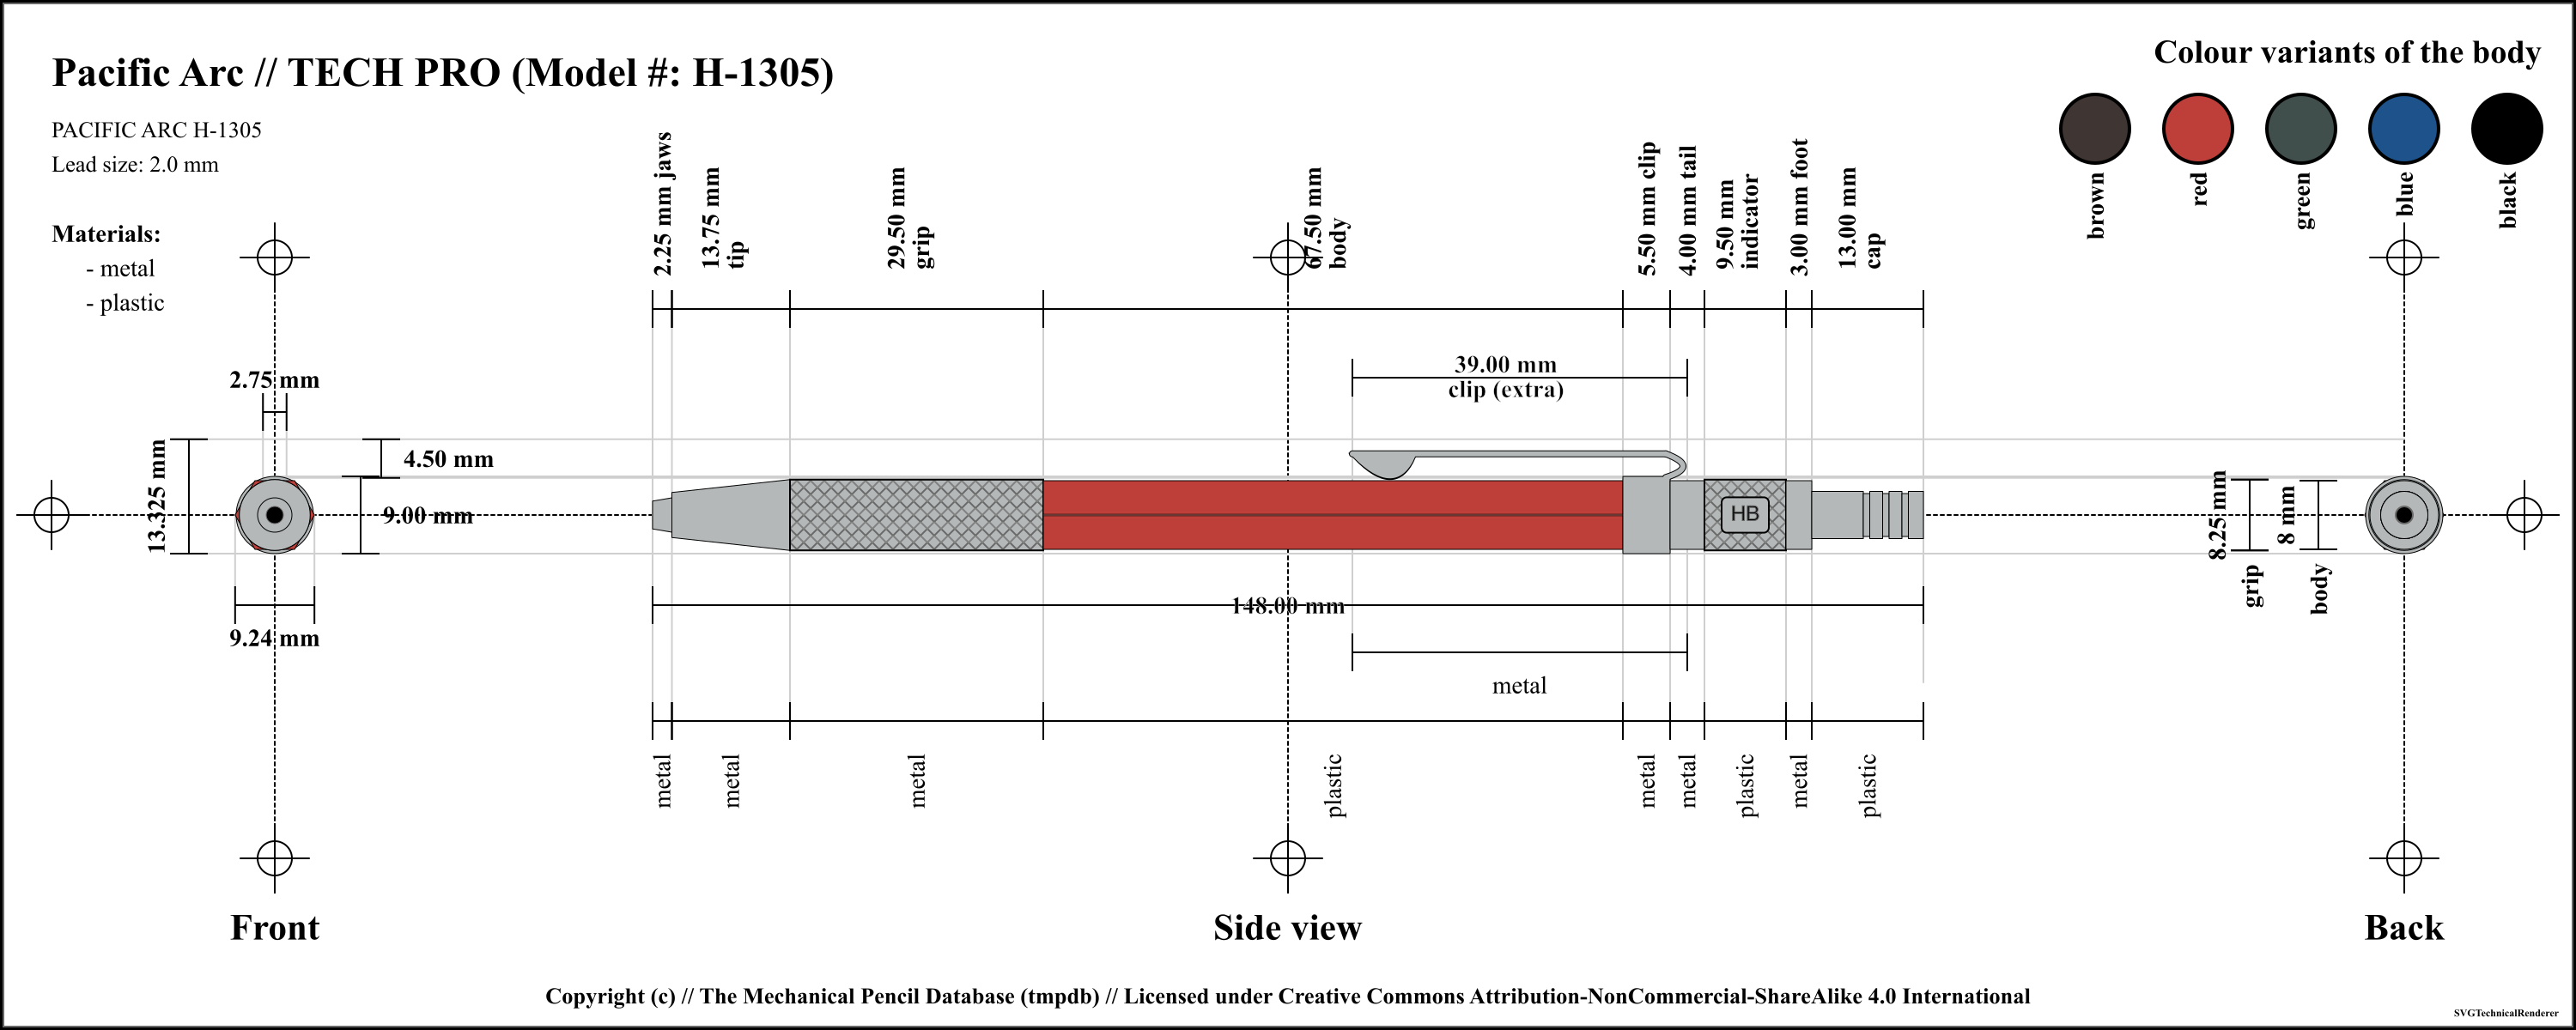 Pacific Arc // TECH PRO (Model #: H-1305)
PACIFIC ARC H-1305
Lead size: 2.0 mm
Materials:
- metal
- plastic
Colour variants of the body
brown
red
green
blue
black
2.25 mm jaws
13.75 mm
tip
29.50 mm
grip
67.50 mm
body
5.50 mm clip
4.00 mm tail
9.50 mm
indicator
3.00 mm foot
13.00 mm
cap
39.00 mm
clip (extra)
2.75 mm
13.325 mm
4.50 mm
9.00 mm
9.24 mm
HB
148.00 mm
8.25 mm
grip
8 mm
body
metal
metal
metal
metal
plastic
metal
metal
plastic
metal
plastic
Front
Side view
Back
Copyright (c) // The Mechanical Pencil Database (tmpdb) // Licensed under Creative Commons Attribution-NonCommercial-ShareAlike 4.0 International
SVGTechnicalRenderer